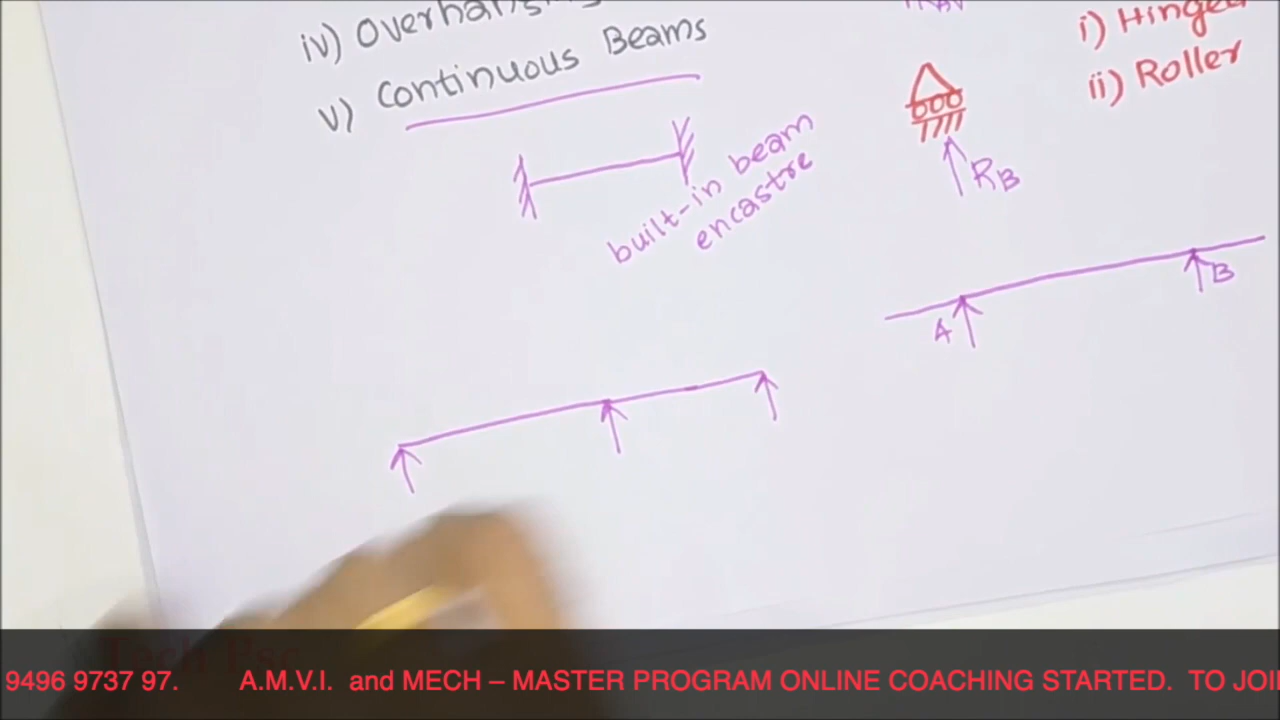 iv) Overhanging
v) Continuous Beams
built-in beam
encastre
i) Hinged
ii) Roller
RB
A
B
9496 9737 97. A.M.V.I. and MECH – MASTER PROGRAM ONLINE COACHING STARTED. TO JOI